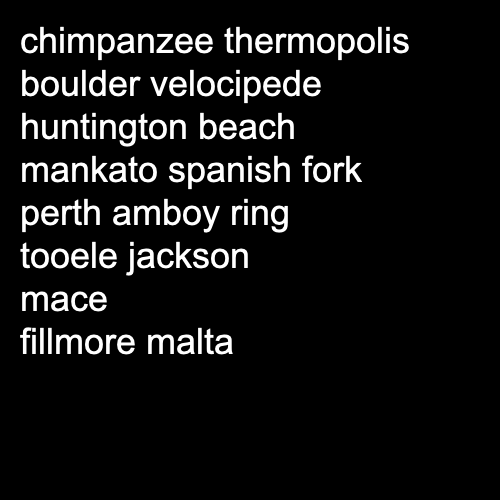 chimpanzee thermopolis
boulder velocipede
huntington beach
mankato spanish fork
perth amboy ring
tooele jackson
mace
fillmore malta